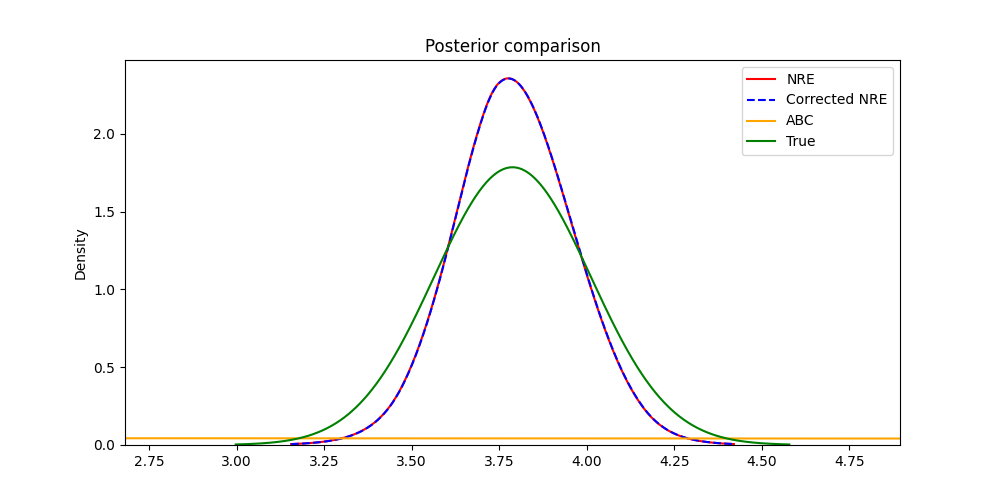 Posterior comparison
NRE
Corrected NRE
ABC
True
Density
2.0
1.5
1.0
0.5
0.0
2.75 3.00 3.25 3.50 3.75 4.00 4.25 4.50 4.75